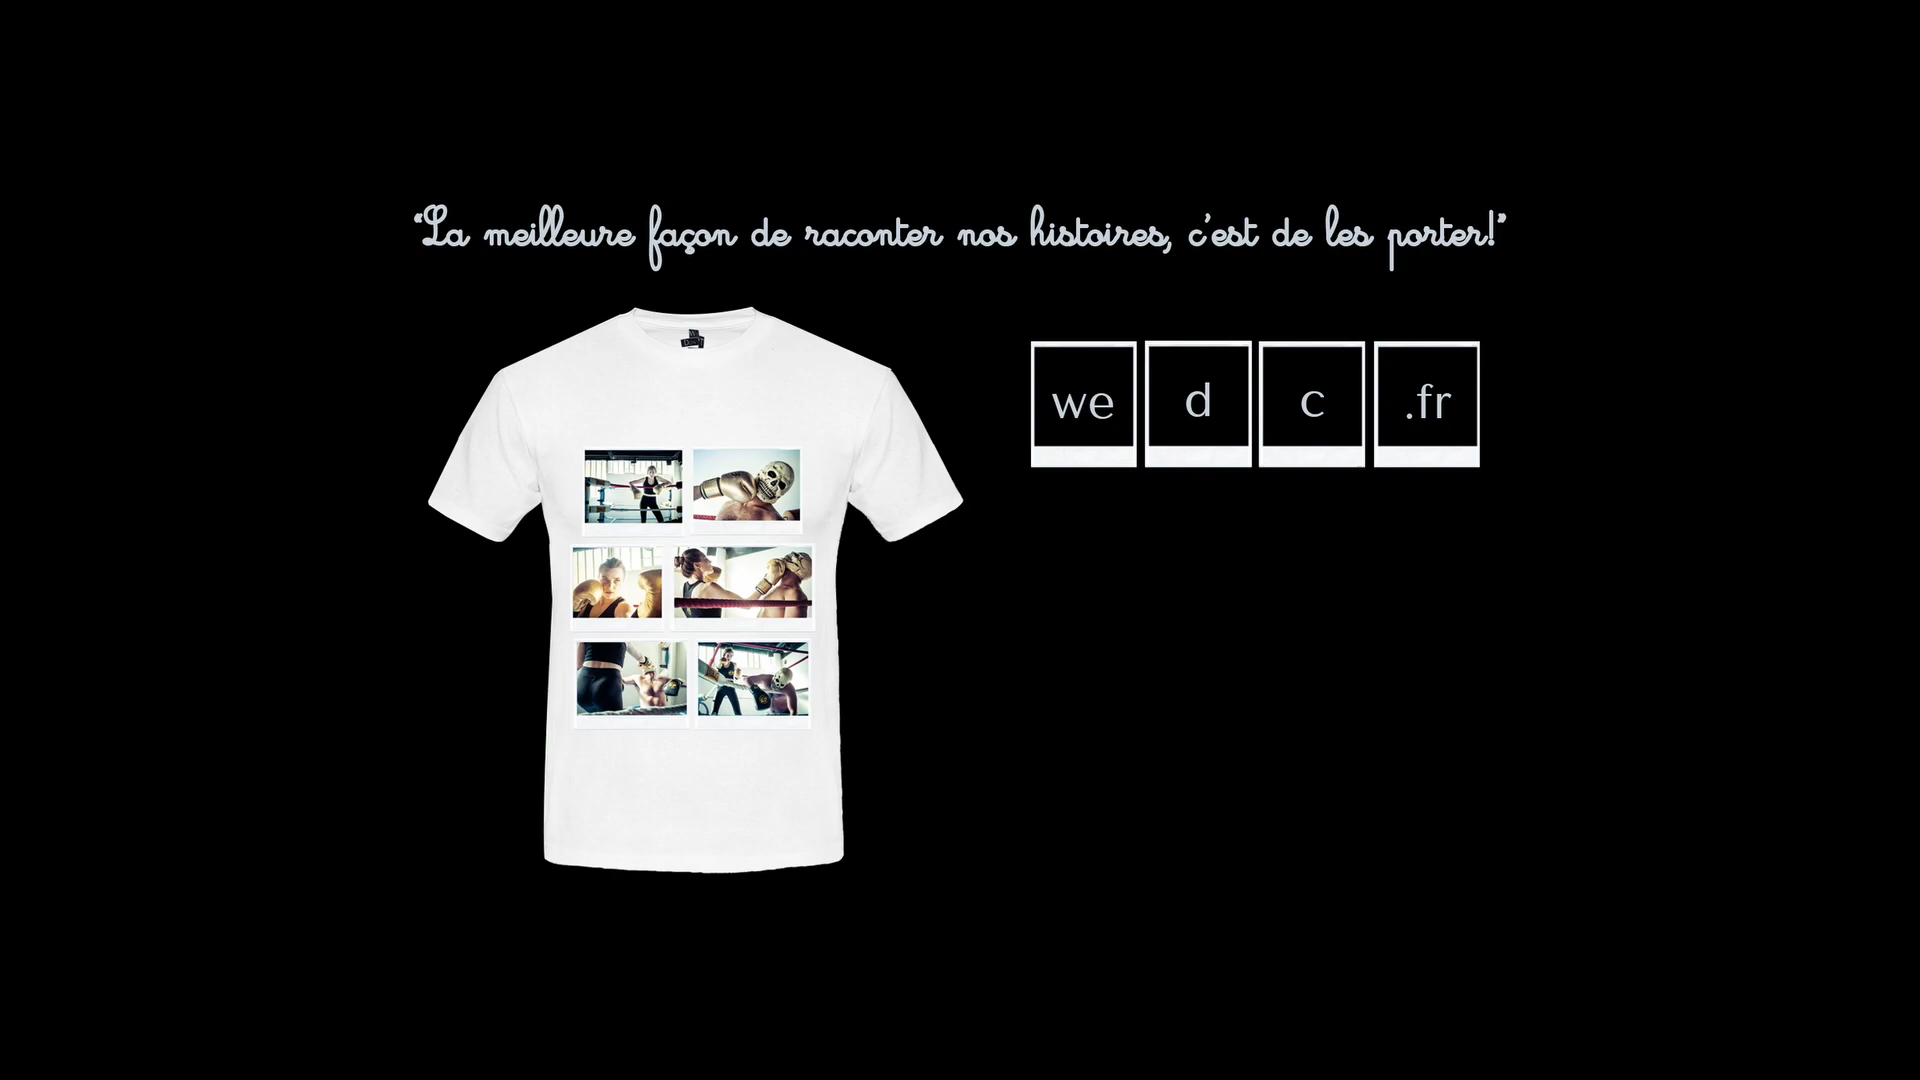 “La meilleure façon de raconter nos histoires, c'est de les porter!”
we d c .fr